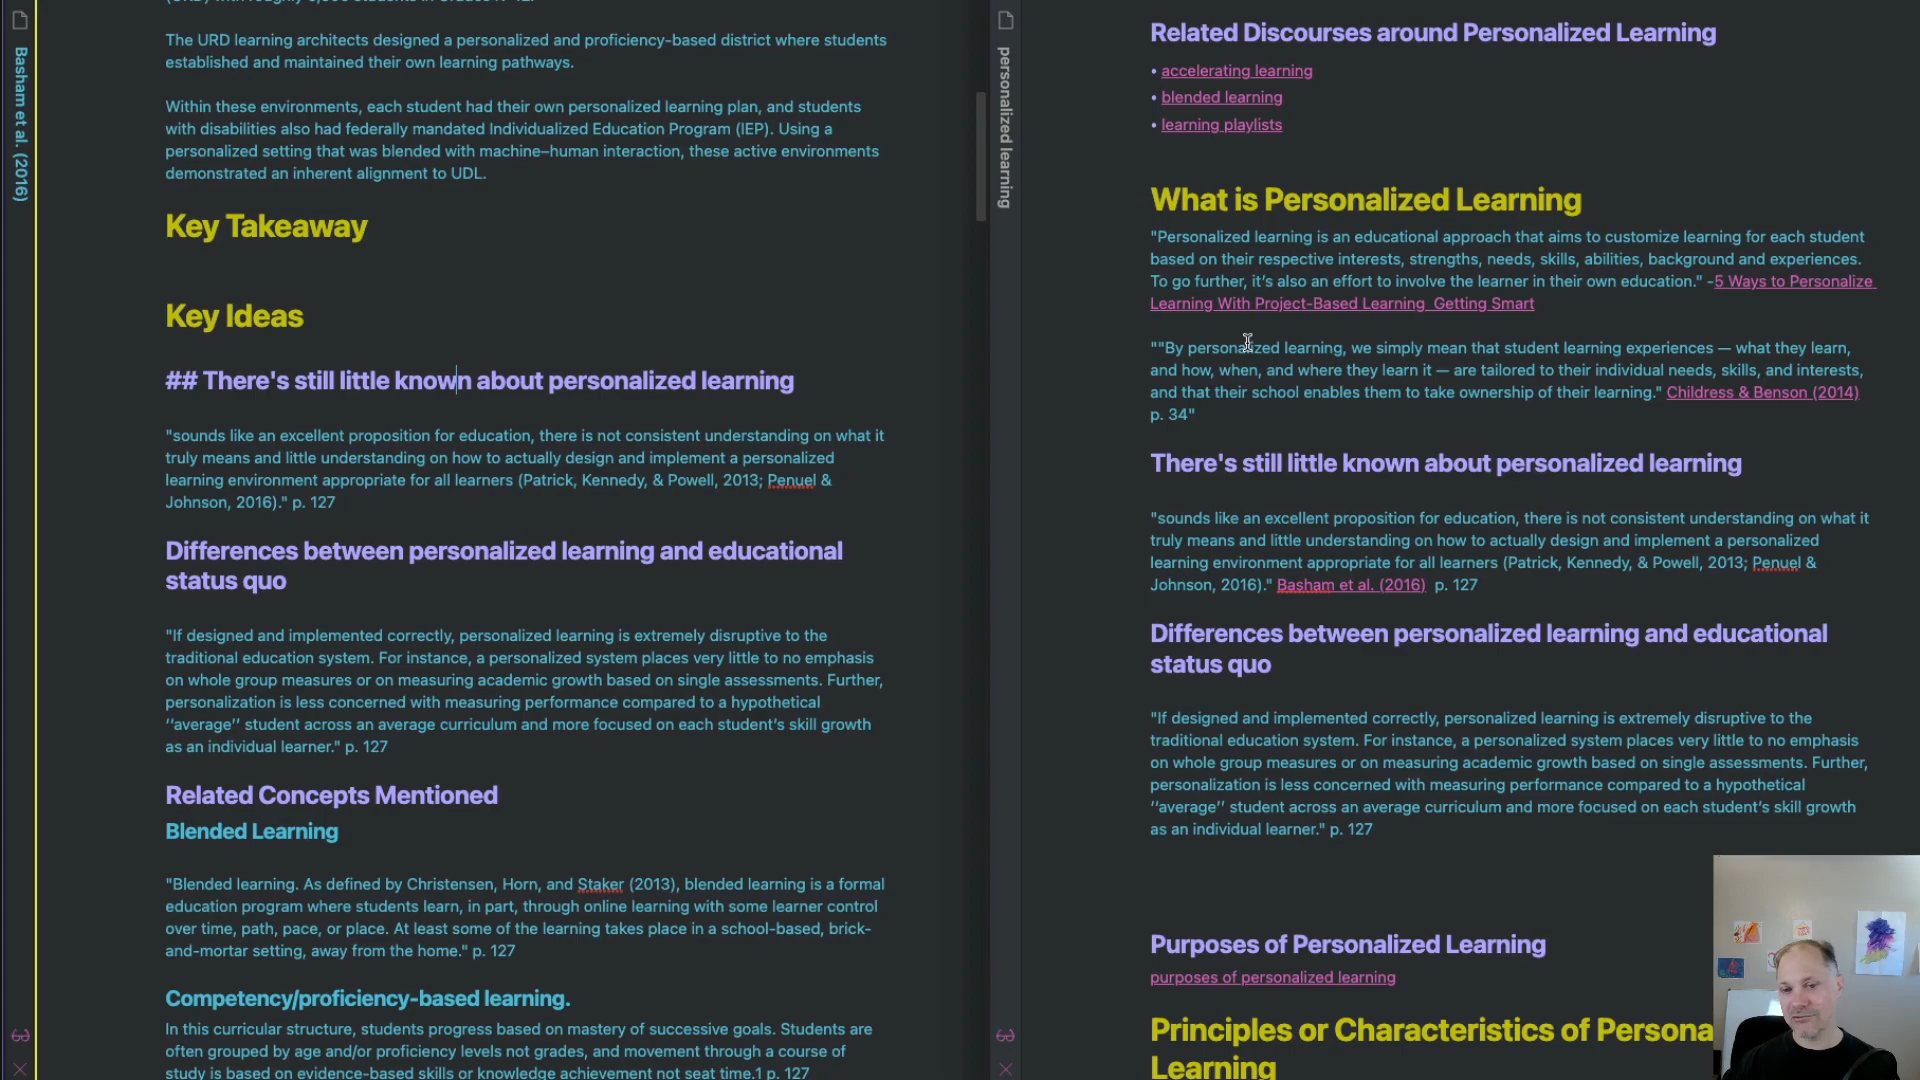 Basham et al. (2016)
The URD learning architects designed a personalized and proficiency-based district where students
established and maintained their own learning pathways.
Within these environments, each student had their own personalized learning plan, and students
with disabilities also had federally mandated Individualized Education Program (IEP). Using a
personalized setting that was blended with machine–human interaction, these active environments
demonstrated an inherent alignment to UDL.
Key Takeaway
Key Ideas
## There's still little known about personalized learning
"sounds like an excellent proposition for education, there is not consistent understanding on what it
truly means and little understanding on how to actually design and implement a personalized
learning environment appropriate for all learners (Patrick, Kennedy, & Powell, 2013; Penuel &
Johnson, 2016)." p. 127
Differences between personalized learning and educational
status quo
"If designed and implemented correctly, personalized learning is extremely disruptive to the
traditional education system. For instance, a personalized system places very little to no emphasis
on whole group measures or on measuring academic growth based on single assessments. Further,
personalization is less concerned with measuring performance compared to a hypothetical
‘‘average’’ student across an average curriculum and more focused on each student’s skill growth
as an individual learner." p. 127
Related Concepts Mentioned
Blended Learning
"Blended learning. As defined by Christensen, Horn, and Staker (2013), blended learning is a formal
education program where students learn, in part, through online learning with some learner control
over time, path, pace, or place. At least some of the learning takes place in a school-based, brick-
and-mortar setting, away from the home." p. 127
Competency/proficiency-based learning.
In this curricular structure, students progress based on mastery of successive goals. Students are
often grouped by age and/or proficiency levels not grades, and movement through a course of
study is based on evidence-based skills or knowledge achievement not seat time.1 p. 127
personalized learning
Related Discourses around Personalized Learning
• accelerating learning
• blended learning
• learning playlists
What is Personalized Learning
"Personalized learning is an educational approach that aims to customize learning for each student
based on their respective interests, strengths, needs, skills, abilities, background and experiences.
To go further, it’s also an effort to involve the learner in their own education." -5 Ways to Personalize
Learning With Project-Based Learning  Getting Smart
""By personalized learning, we simply mean that student learning experiences — what they learn,
and how, when, and where they learn it — are tailored to their individual needs, skills, and interests,
and that their school enables them to take ownership of their learning." Childress & Benson (2014)
p. 34"
There's still little known about personalized learning
"sounds like an excellent proposition for education, there is not consistent understanding on what it
truly means and little understanding on how to actually design and implement a personalized
learning environment appropriate for all learners (Patrick, Kennedy, & Powell, 2013; Penuel &
Johnson, 2016)." Basham et al. (2016)  p. 127
Differences between personalized learning and educational
status quo
"If designed and implemented correctly, personalized learning is extremely disruptive to the
traditional education system. For instance, a personalized system places very little to no emphasis
on whole group measures or on measuring academic growth based on single assessments. Further,
personalization is less concerned with measuring performance compared to a hypothetical
‘‘average’’ student across an average curriculum and more focused on each student’s skill growth
as an individual learner." p. 127
Purposes of Personalized Learning
purposes of personalized learning
Principles or Characteristics of Persona
Learning